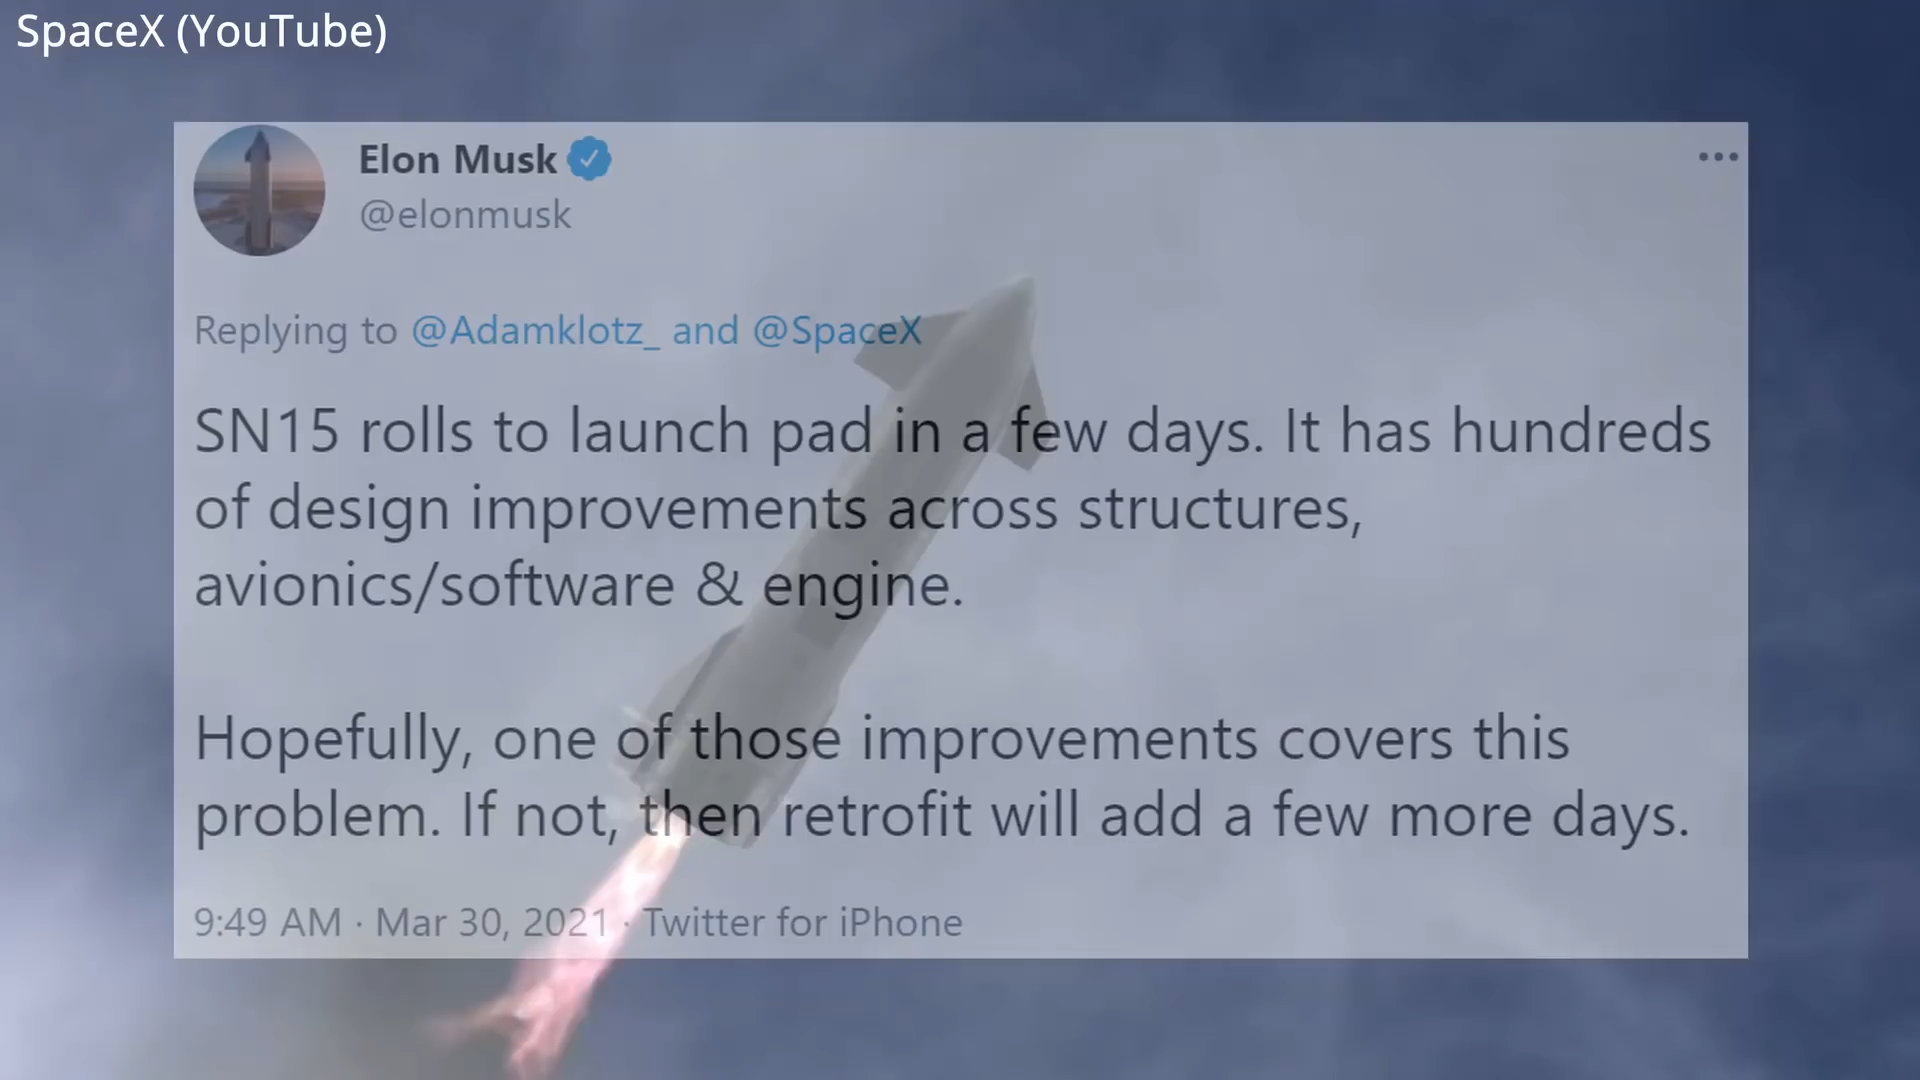 SpaceX (YouTube)
Elon Musk
@elonmusk
Replying to @Adamklotz_ and @SpaceX
SN15 rolls to launch pad in a few days. It has hundreds
of design improvements across structures,
avionics/software & engine.
Hopefully, one of those improvements covers this
problem. If not, then retrofit will add a few more days.
9:49 AM · Mar 30, 2021 · Twitter for iPhone